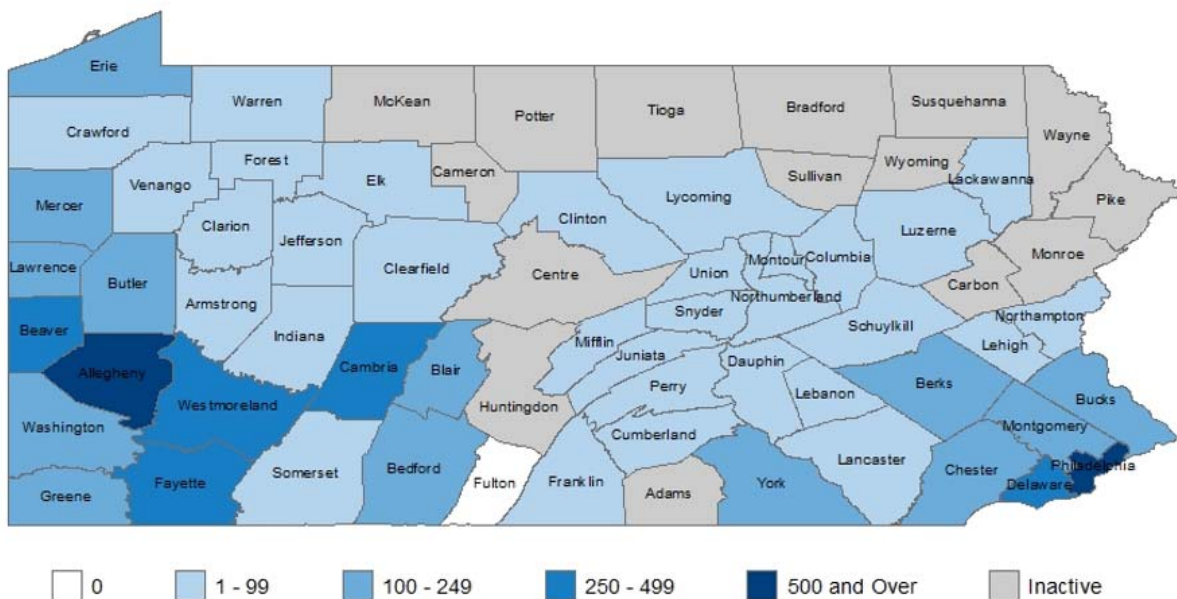 Erie
Warren
McKean
Potter
Tioga
Bradford
Susquehanna
Wayne
Crawford
Forest
Venango
Elk
Cameron
Sullivan
Wyoming
Lackawanna
Pike
Mercer
Clarion
Jefferson
Clinton
Lycoming
Luzerne
Monroe
Lawrence
Butler
Clearfield
Centre
Union
Montour
Columbia
Carbon
Armstrong
Indiana
Snyder
Northumberland
Northampton
Beaver
Mifflin
Juniata
Schuylkill
Lehigh
Allegheny
Cambria
Blair
Dauphin
Perry
Berks
Westmoreland
Huntingdon
Lebanon
Bucks
Washington
Cumberland
Montgomery
Somerset
Bedford
Lancaster
Philadelphia
Greene
Fayette
Fulton
Franklin
Adams
York
Chester
Delaware
0
1 - 99
100 - 249
250 - 499
500 and Over
Inactive